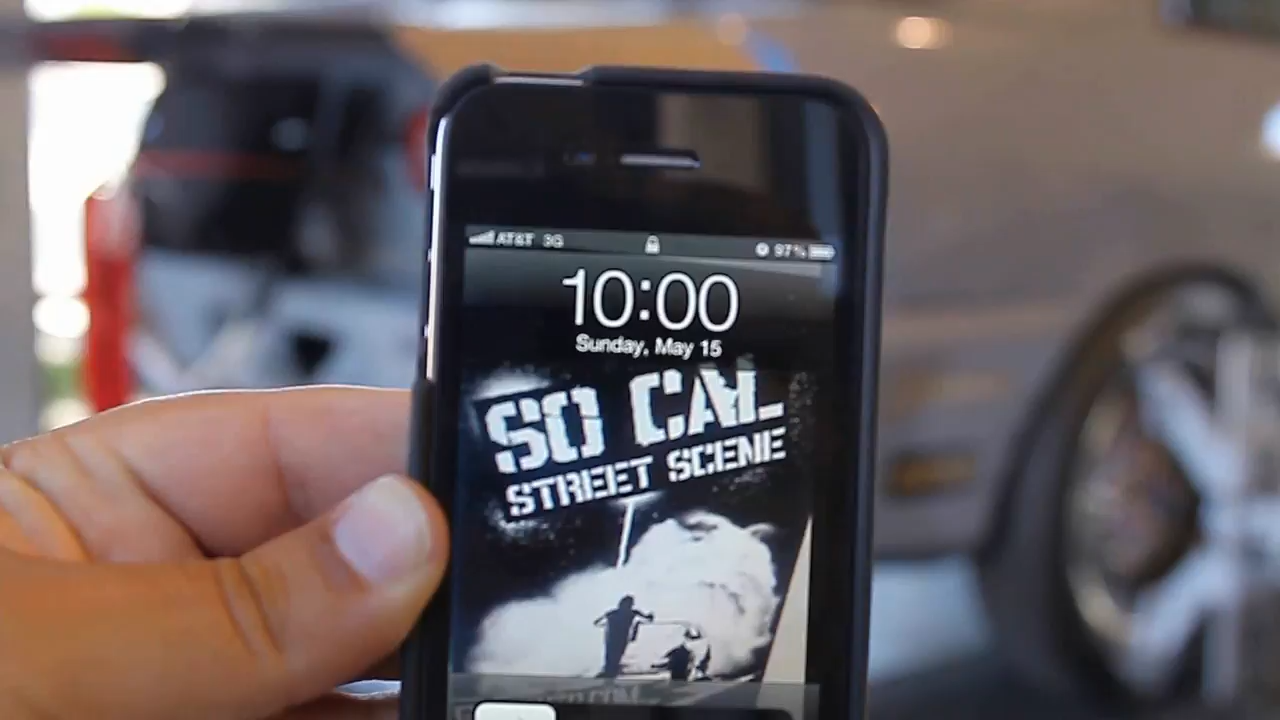 AT&T 3G 97%
10:00
Sunday, May 15
SO CAL
STREET SCENE